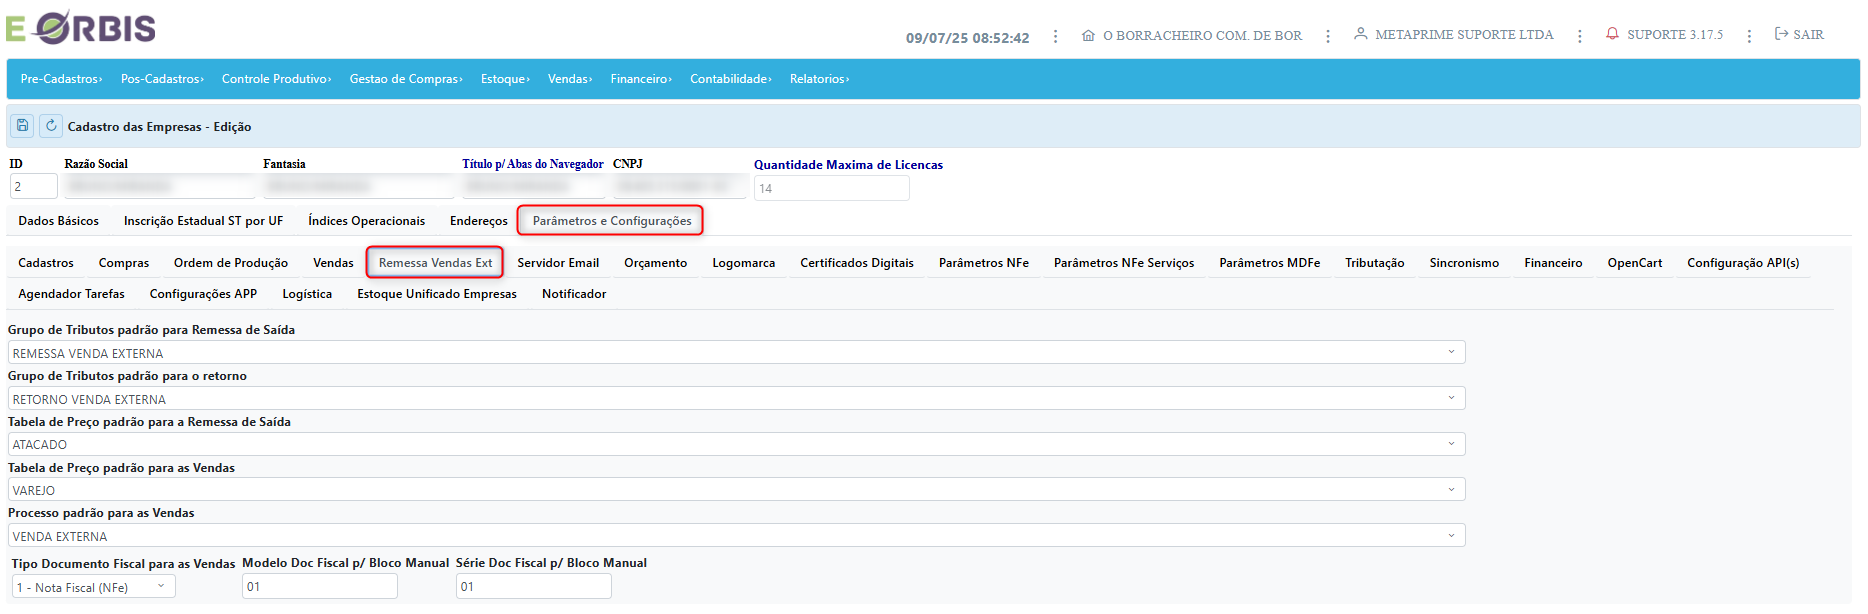 E ORBIS
09/07/25 08:52:42 O BORRACHEIRO COM. DE BOR METAPRIME SUPORTE LTDA SUPORTE 3.17.5 SAIR
Pre-Cadastros› Pos-Cadastros› Controle Produtivo› Gestao de Compras› Estoque› Vendas› Financeiro› Contabilidade› Relatorios›
Cadastro das Empresas - Edição
ID Razão Social Fantasia Título p/ Abas do Navegador CNPJ Quantidade Maxima de Licencas
2 14
Dados Básicos Inscrição Estadual ST por UF Índices Operacionais Endereços Parâmetros e Configurações
Cadastros Compras Ordem de Produção Vendas Remessa Vendas Ext Servidor Email Orçamento Logomarca Certificados Digitais Parâmetros NFe Parâmetros NFe Serviços Parâmetros MDFe Tributação Sincronismo Financeiro OpenCart Configuração API(s)
Agendador Tarefas Configurações APP Logística Estoque Unificado Empresas Notificador
Grupo de Tributos padrão para Remessa de Saída
REMESSA VENDA EXTERNA
Grupo de Tributos padrão para o retorno
RETORNO VENDA EXTERNA
Tabela de Preço padrão para a Remessa de Saída
ATACADO
Tabela de Preço padrão para as Vendas
VAREJO
Processo padrão para as Vendas
VENDA EXTERNA
Tipo Documento Fiscal para as Vendas Modelo Doc Fiscal p/ Bloco Manual Série Doc Fiscal p/ Bloco Manual
1 - Nota Fiscal (NFe) 01 01